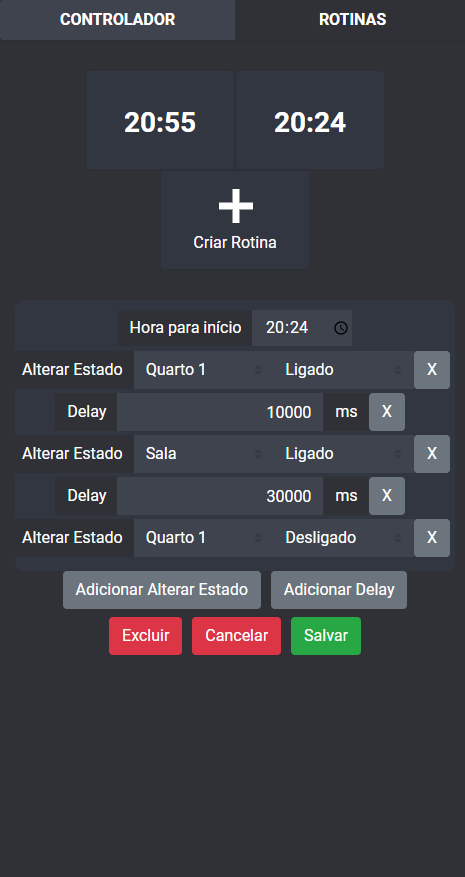 CONTROLADOR ROTINAS
20:55 20:24
Criar Rotina
Hora para início 20:24
Alterar Estado Quarto 1 Ligado X
Delay 10000 ms X
Alterar Estado Sala Ligado X
Delay 30000 ms X
Alterar Estado Quarto 1 Desligado X
Adicionar Alterar Estado Adicionar Delay
Excluir Cancelar Salvar